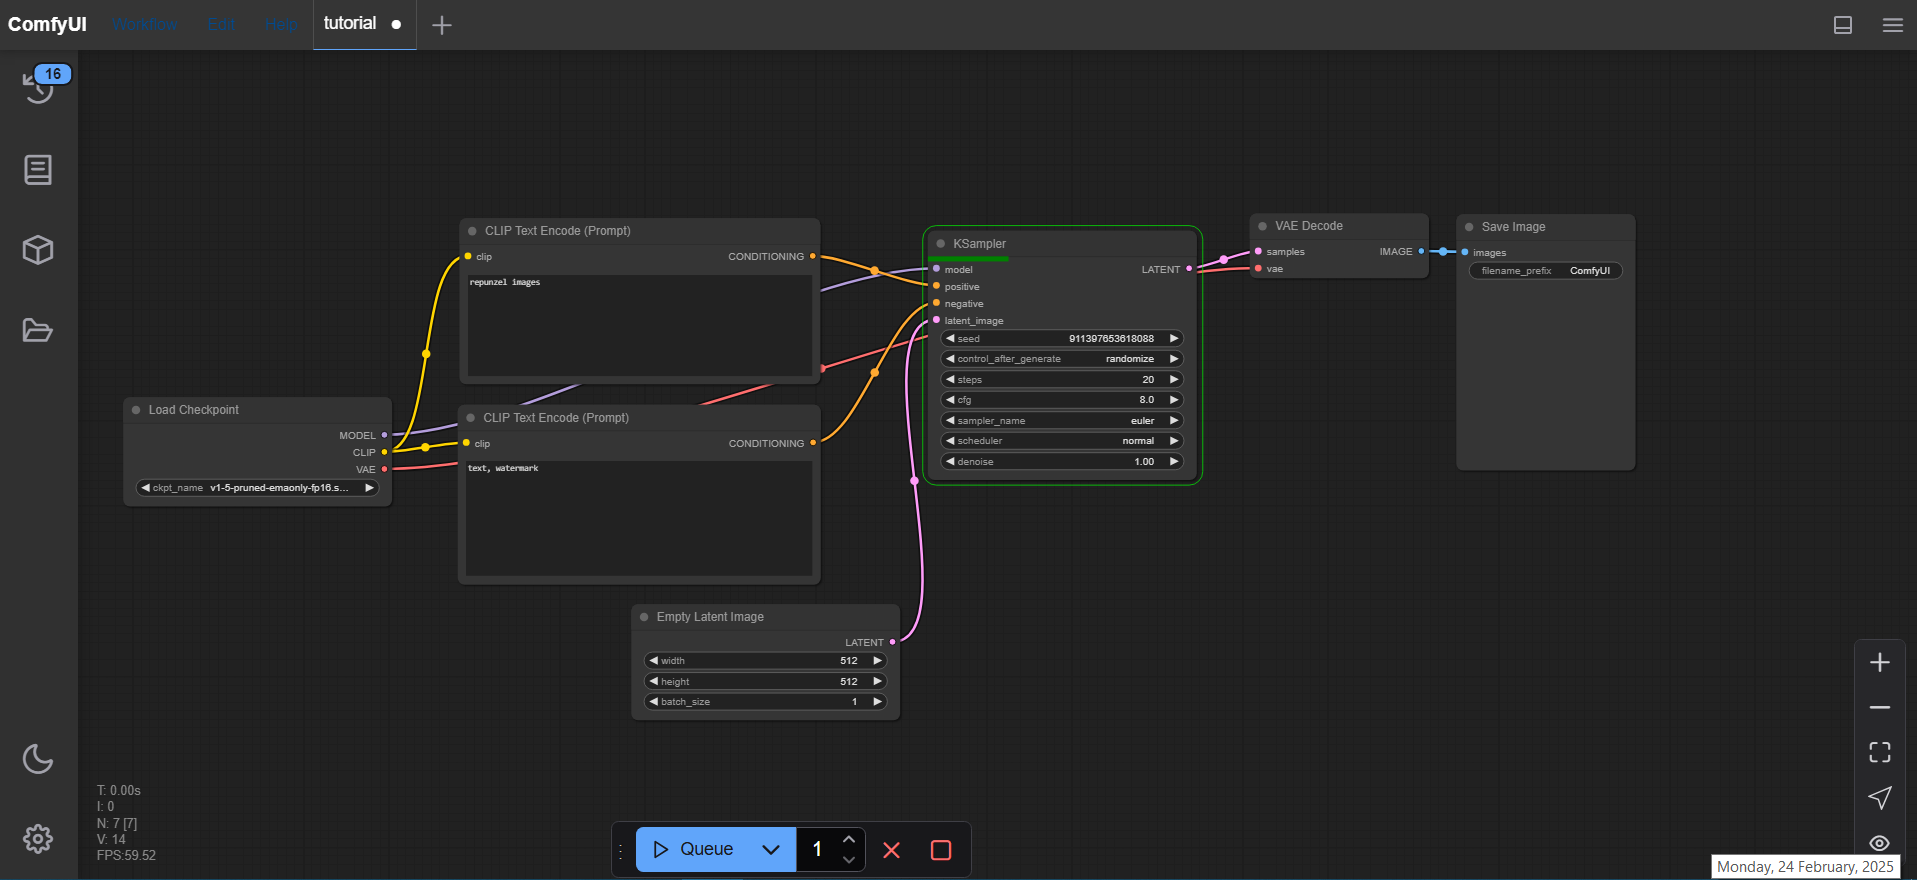 ComfyUI Workflow Edit Help tutorial
16
CLIP Text Encode (Prompt)
clip CONDITIONING
repunzel images
Load Checkpoint
MODEL
CLIP
VAE
ckpt_name v1-5-pruned-emaonly-fp16.s...
CLIP Text Encode (Prompt)
clip CONDITIONING
text, watermark
KSampler
model LATENT
positive
negative
latent_image
seed 911397653618088
control_after_generate randomize
steps 20
cfg 8.0
sampler_name euler
scheduler normal
denoise 1.00
VAE Decode
samples IMAGE
vae
Save Image
images
filename_prefix ComfyUI
Empty Latent Image
LATENT
width 512
height 512
batch_size 1
T: 0.00s
I: 0
N: 7 [7]
V: 14
FPS:59.52
Queue 1
Monday, 24 February, 2025